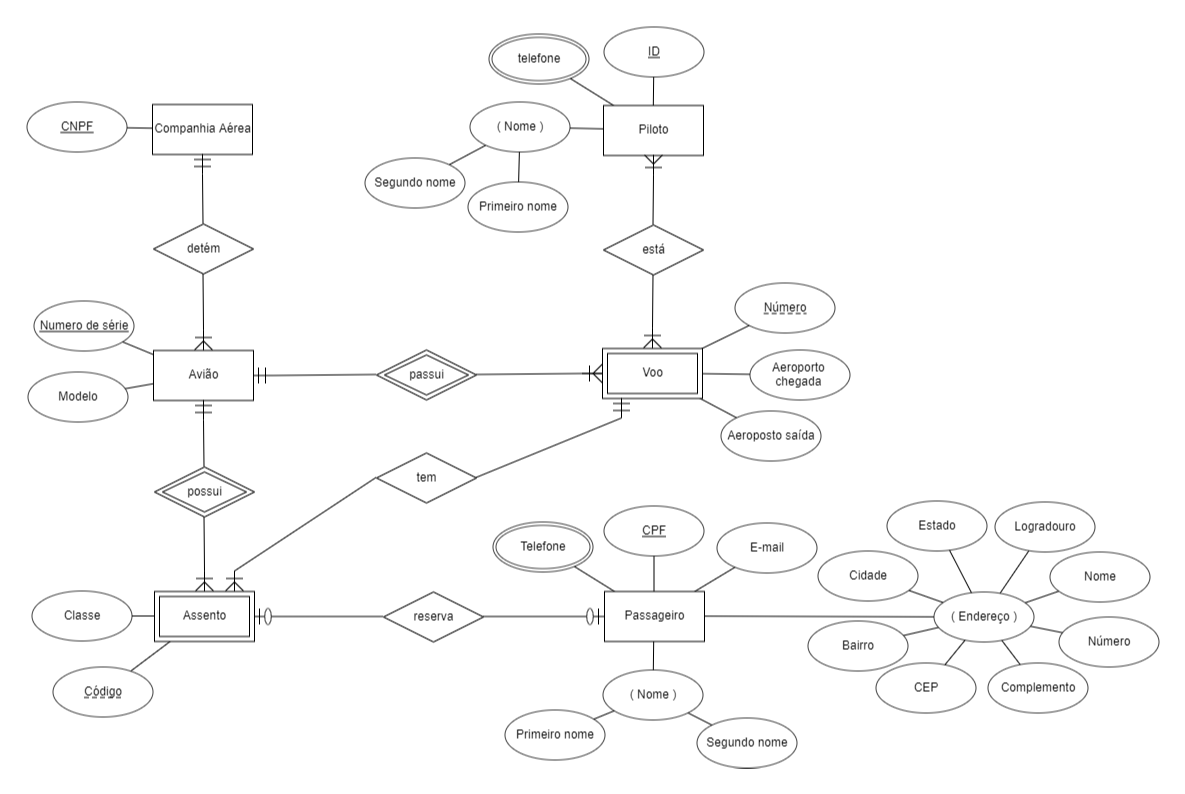 telefone
ID
CNPF
Companhia Aérea
( Nome )
Piloto
Segundo nome
Primeiro nome
detém
está
Numero de série
Número
Modelo
Avião
passui
Voo
Aeroporto
chegada
Aeroposto saída
possui
tem
Telefone
CPF
E-mail
Estado
Logradouro
Cidade
Nome
Classe
Assento
reserva
Passageiro
( Endereço )
Bairro
Número
Código
( Nome )
CEP
Complemento
Primeiro nome
Segundo nome